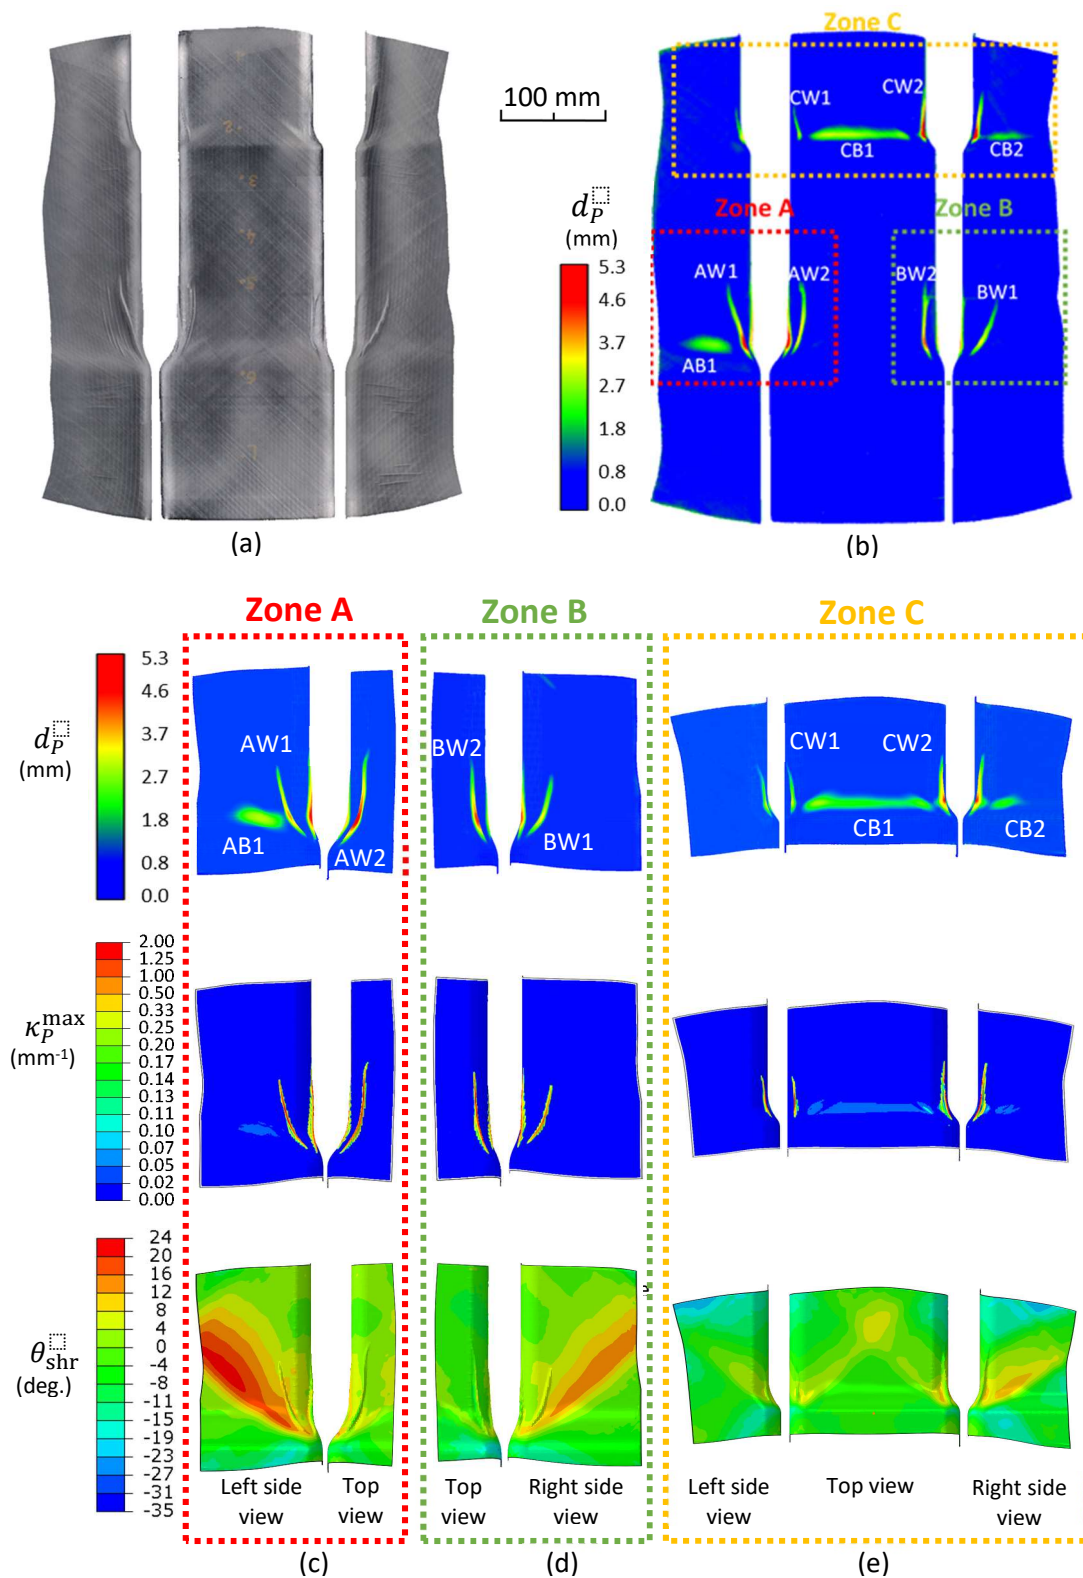 Zone C
CW1
CW2
CB1
CB2
100 mm
d_P
(mm)
5.3
4.6
3.7
2.7
1.8
0.8
0.0
Zone A
Zone B
AW1
AW2
AB1
BW2
BW1
(a)
(b)
Zone A
Zone B
Zone C
d_P
(mm)
5.3
4.6
3.7
2.7
1.8
0.8
0.0
AW1
AB1
AW2
BW2
BW1
CW1
CW2
CB1
CB2
κ_P^max
(mm⁻¹)
2.00
1.25
1.00
0.50
0.33
0.25
0.20
0.17
0.14
0.13
0.11
0.10
0.07
0.05
0.02
0.00
θ_shr
(deg.)
24
20
16
12
8
4
0
-4
-8
-11
-15
-19
-23
-27
-31
-35
Left side
view
Top
view
Top
view
Right side
view
Left side
view
Top view
Right side
view
(c)
(d)
(e)